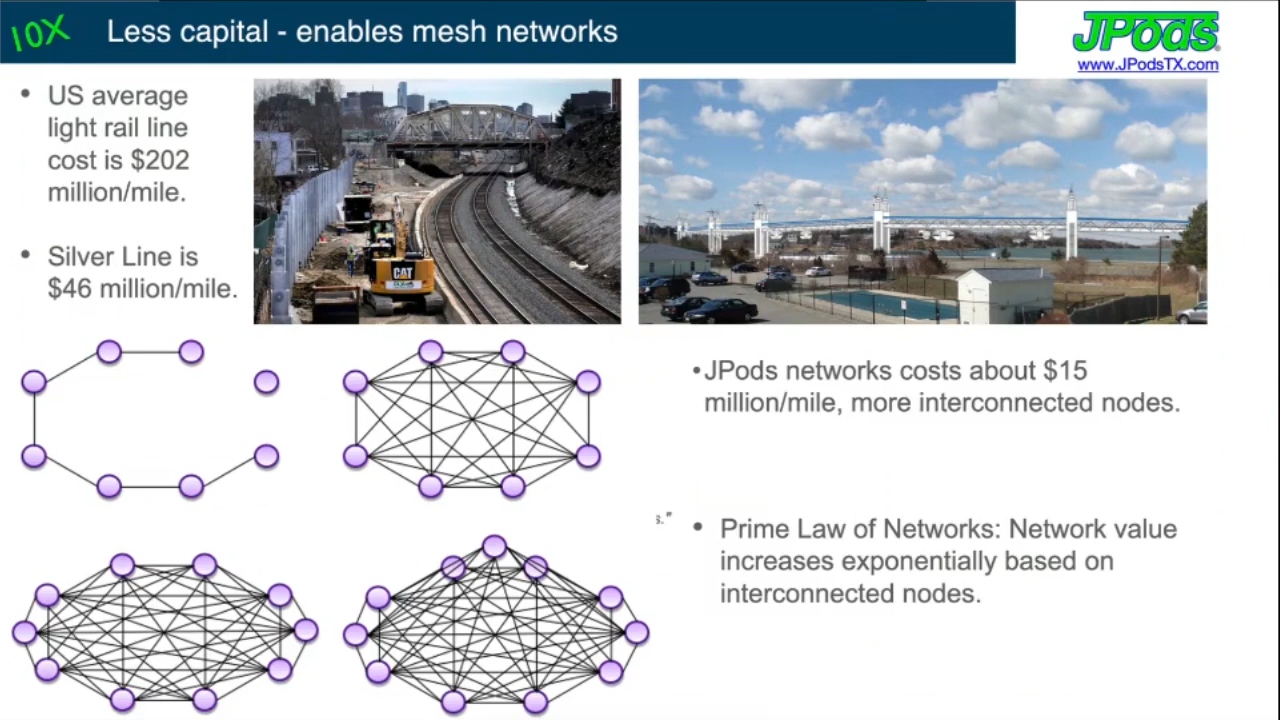 10X
Less capital - enables mesh networks
JPods
www.JPodsTX.com
• US average
light rail line
cost is $202
million/mile.
• Silver Line is
$46 million/mile.
CAT
•JPods networks costs about $15
million/mile, more interconnected nodes.
s."
• Prime Law of Networks: Network value
increases exponentially based on
interconnected nodes.